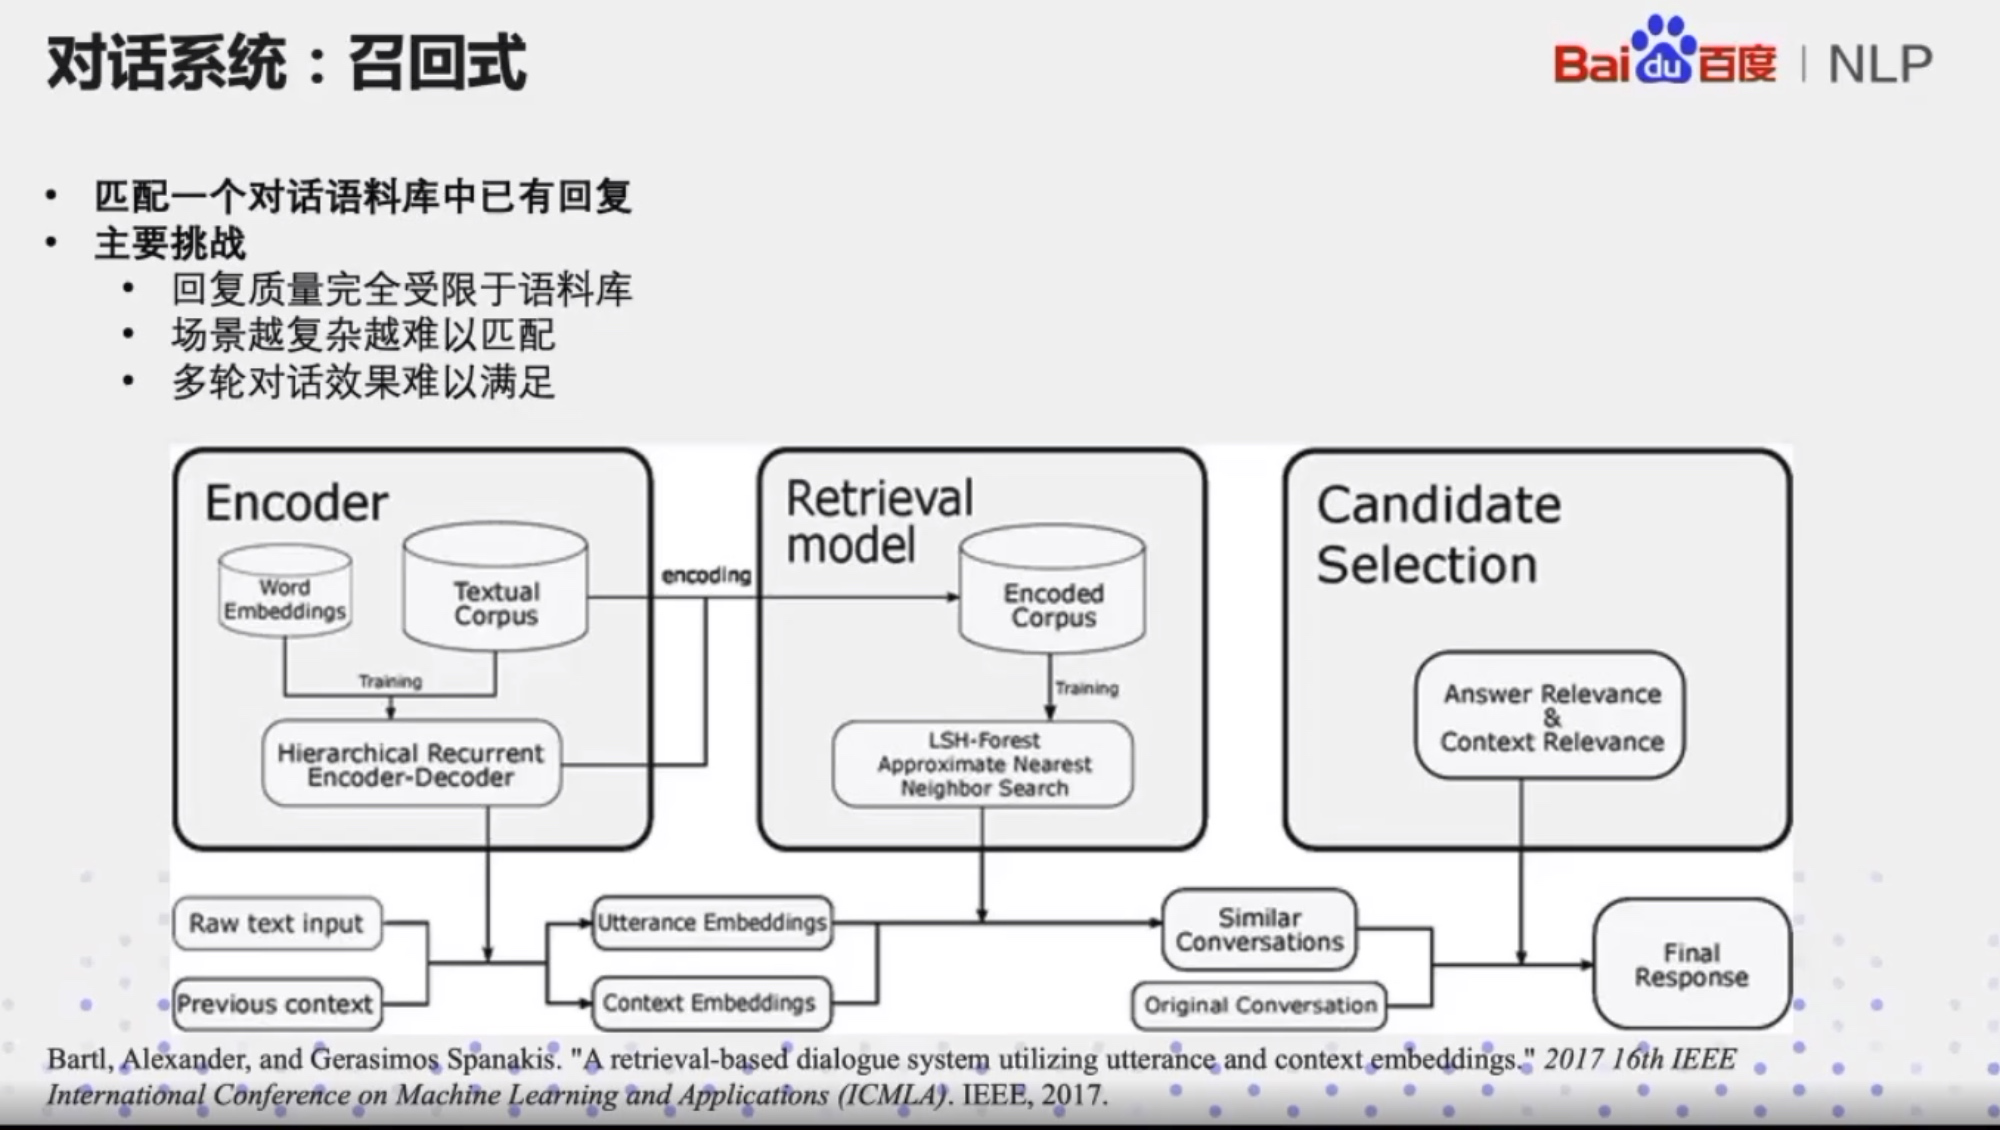 对话系统：召回式
Baidu百度 | NLP
• 匹配一个对话语料库中已有回复
• 主要挑战
• 回复质量完全受限于语料库
• 场景越复杂越难以匹配
• 多轮对话效果难以满足
Encoder
Word
Embeddings
Textual
Corpus
Training
Hierarchical Recurrent
Encoder-Decoder
encoding
Retrieval
model
Encoded
Corpus
Training
LSH-Forest
Approximate Nearest
Neighbor Search
Candidate
Selection
Answer Relevance
&
Context Relevance
Raw text input
Previous context
Utterance Embeddings
Context Embeddings
Similar
Conversations
Original Conversation
Final
Response
Bartl, Alexander, and Gerasimos Spanakis. "A retrieval-based dialogue system utilizing utterance and context embeddings." 2017 16th IEEE
International Conference on Machine Learning and Applications (ICMLA). IEEE, 2017.